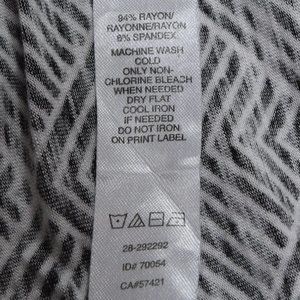 94% RAYON/
RAYONNE/RAYON
6% SPANDEX
MACHINE WASH
COLD
ONLY NON-
CHLORINE BLEACH
WHEN NEEDED
DRY FLAT
COOL IRON
IF NEEDED
DO NOT IRON
ON PRINT LABEL
28-292292
ID# 70054
CA#57421